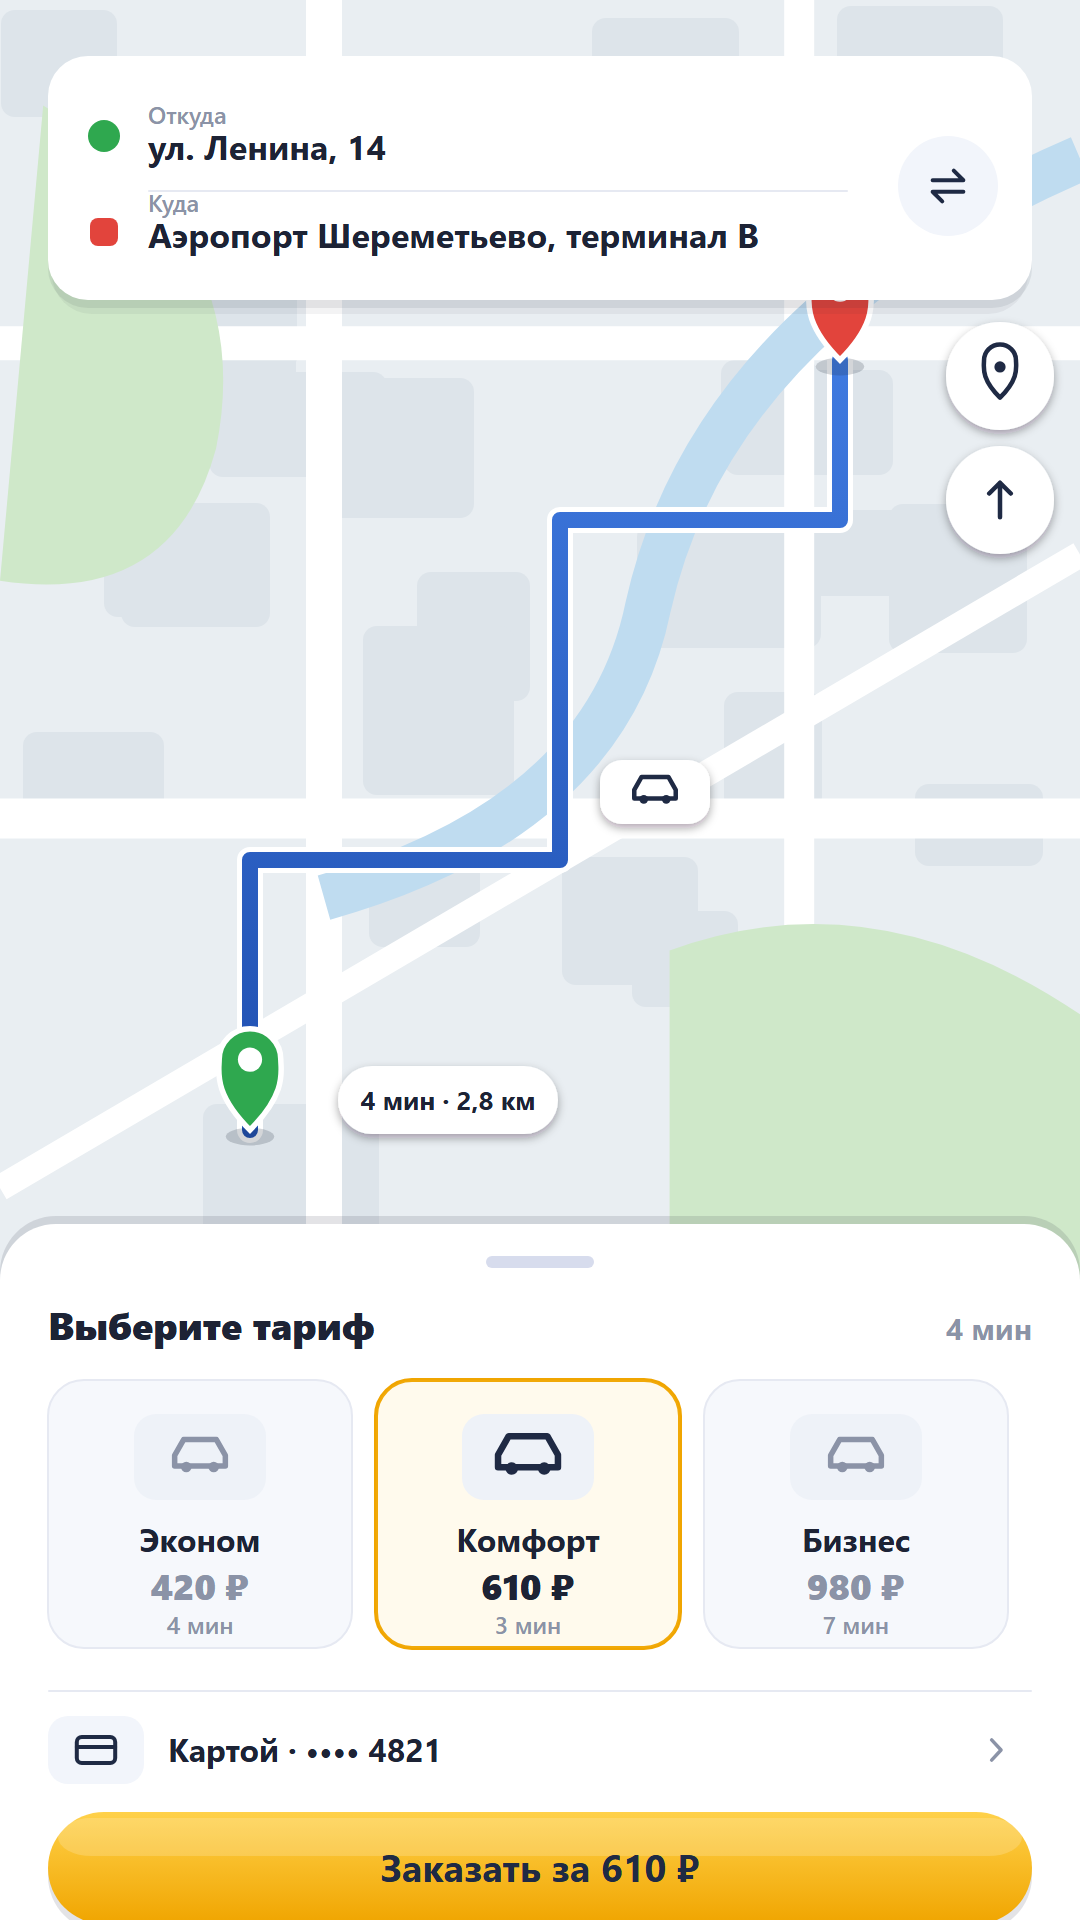 Откуда
ул. Ленина, 14
Куда
Аэропорт Шереметьево, терминал B
4 мин · 2,8 км
Выберите тариф
4 мин
Эконом
420 ₽
4 мин
Комфорт
610 ₽
3 мин
Бизнес
980 ₽
7 мин
Картой · •••• 4821
Заказать за 610 ₽